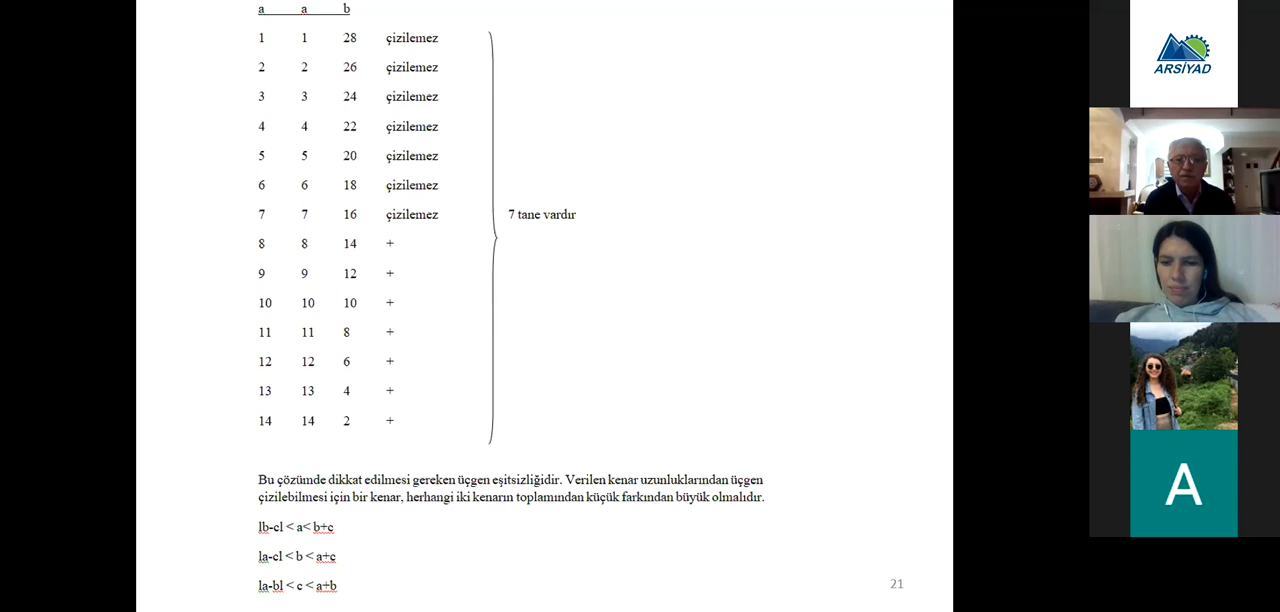 a a b
1 1 28 çizilemez
2 2 26 çizilemez
3 3 24 çizilemez
4 4 22 çizilemez
5 5 20 çizilemez
6 6 18 çizilemez
7 7 16 çizilemez
7 tane vardır
8 8 14 +
9 9 12 +
10 10 10 +
11 11 8 +
12 12 6 +
13 13 4 +
14 14 2 +
Bu çözümde dikkat edilmesi gereken üçgen eşitsizliğidir. Verilen kenar uzunluklarından üçgen
çizilebilmesi için bir kenar, herhangi iki kenarın toplamından küçük farkından büyük olmalıdır.
lb-cl < a< b+c
la-cl < b < a+c
la-bl < c < a+b
21
ARSİYAD
A